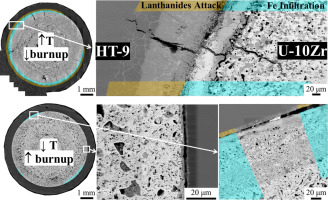 Lanthanides Attack Fe Infiltration
↑T
↓burnup
HT-9
U-10Zr
1 mm
20 µm
↓ T
↑ burnup
1 mm
20 µm
20 µm